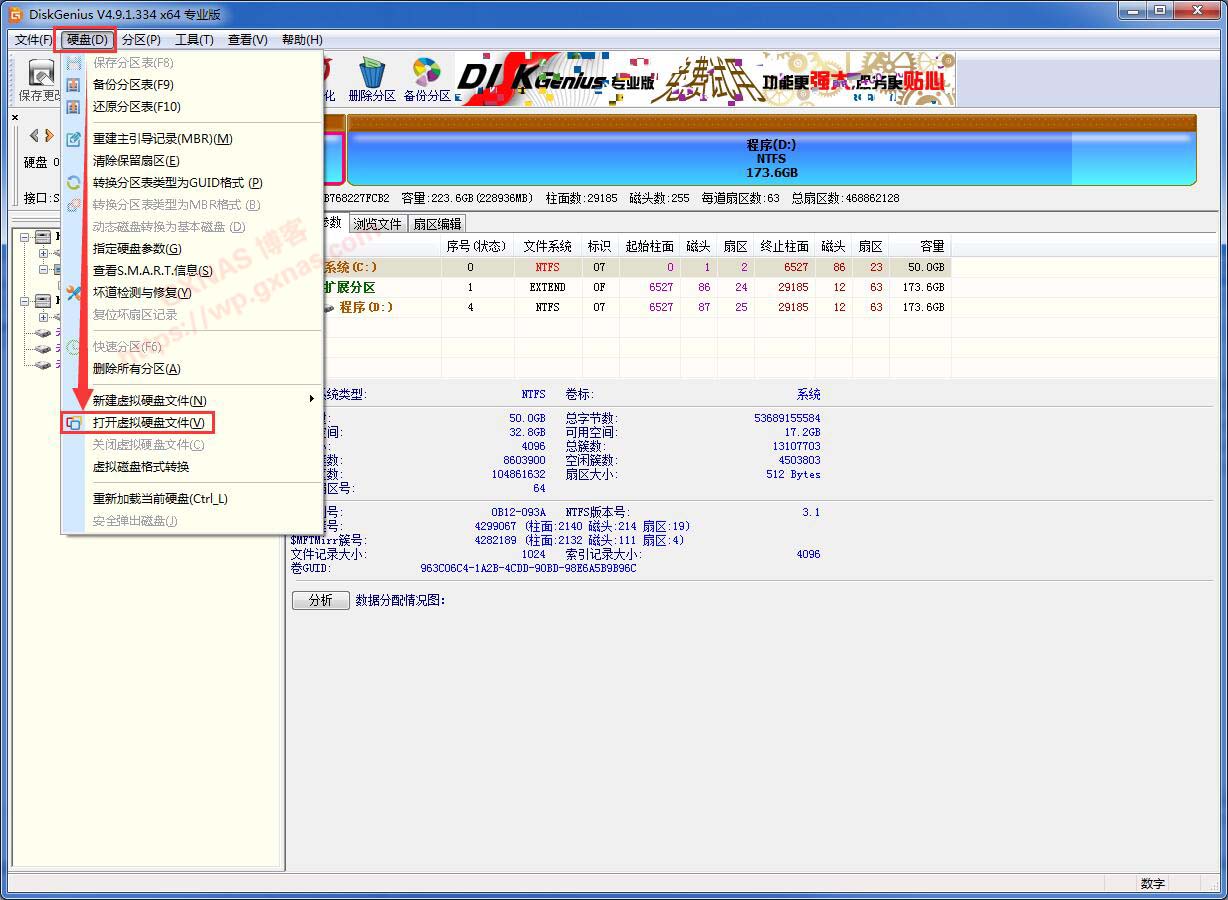 DiskGenius V4.9.1.334 x64 专业版
文件(F) 硬盘(D) 分区(P) 工具(T) 查看(V) 帮助(H)
保存更
删除分区 备份分区
DISKGenius 专业版 免费试用 功能更强大
贴心
保存分区表(F8)
备份分区表(F9)
还原分区表(F10)
重建主引导记录(MBR)(M)
清除保留扇区(E)
转换分区表类型为GUID格式 (P)
转换分区表类型为MBR格式 (B)
动态磁盘转换为基本磁盘 (D)
指定硬盘参数(G)
查看S.M.A.R.T.信息(S)
坏道检测与修复(Y)
复位坏扇区记录
快速分区(F6)
删除所有分区(A)
新建虚拟硬盘文件(N)
打开虚拟硬盘文件(V)
关闭虚拟硬盘文件(C)
虚拟磁盘格式转换
重新加载当前硬盘(Ctrl_L)
安全弹出磁盘(J)
硬盘 0
接口:S
程序(D:)
NTFS
173.6GB
B768227FCB2 容量:223.6GB(228936MB) 柱面数:29185 磁头数:255 每道扇区数:63 总扇区数:468862128
参数 浏览文件 扇区编辑
序号(状态) 文件系统 标识 起始柱面 磁头 扇区 终止柱面 磁头 扇区 容量
系统(C:) 0 NTFS 07 0 1 2 6527 86 23 50.0GB
扩展分区 1 EXTEND 0F 6527 86 24 29185 12 63 173.6GB
程序(D:) 4 NTFS 07 6527 87 25 29185 12 63 173.6GB
统类型: NTFS 卷标: 系统
50.0GB 总字节数: 53689155584
间: 32.8GB 可用空间: 17.2GB
4096 总簇数: 13107703
数: 8603900 空闲簇数: 4503803
数: 104861632 扇区大小: 512 Bytes
区号: 64
号: 0B12-093A NTFS版本号: 3.1
号: 4299067 (柱面:2140 磁头:214 扇区:19)
$MFTMirr簇号: 4282189 (柱面:2132 磁头:111 扇区:4)
文件记录大小: 1024 索引记录大小: 4096
卷GUID: 963C06C4-1A2B-4CDD-90BD-98E6A5B9B96C
分析 数据分配情况图:
数字
GXNAS 博客
https://wp.gxnas.com